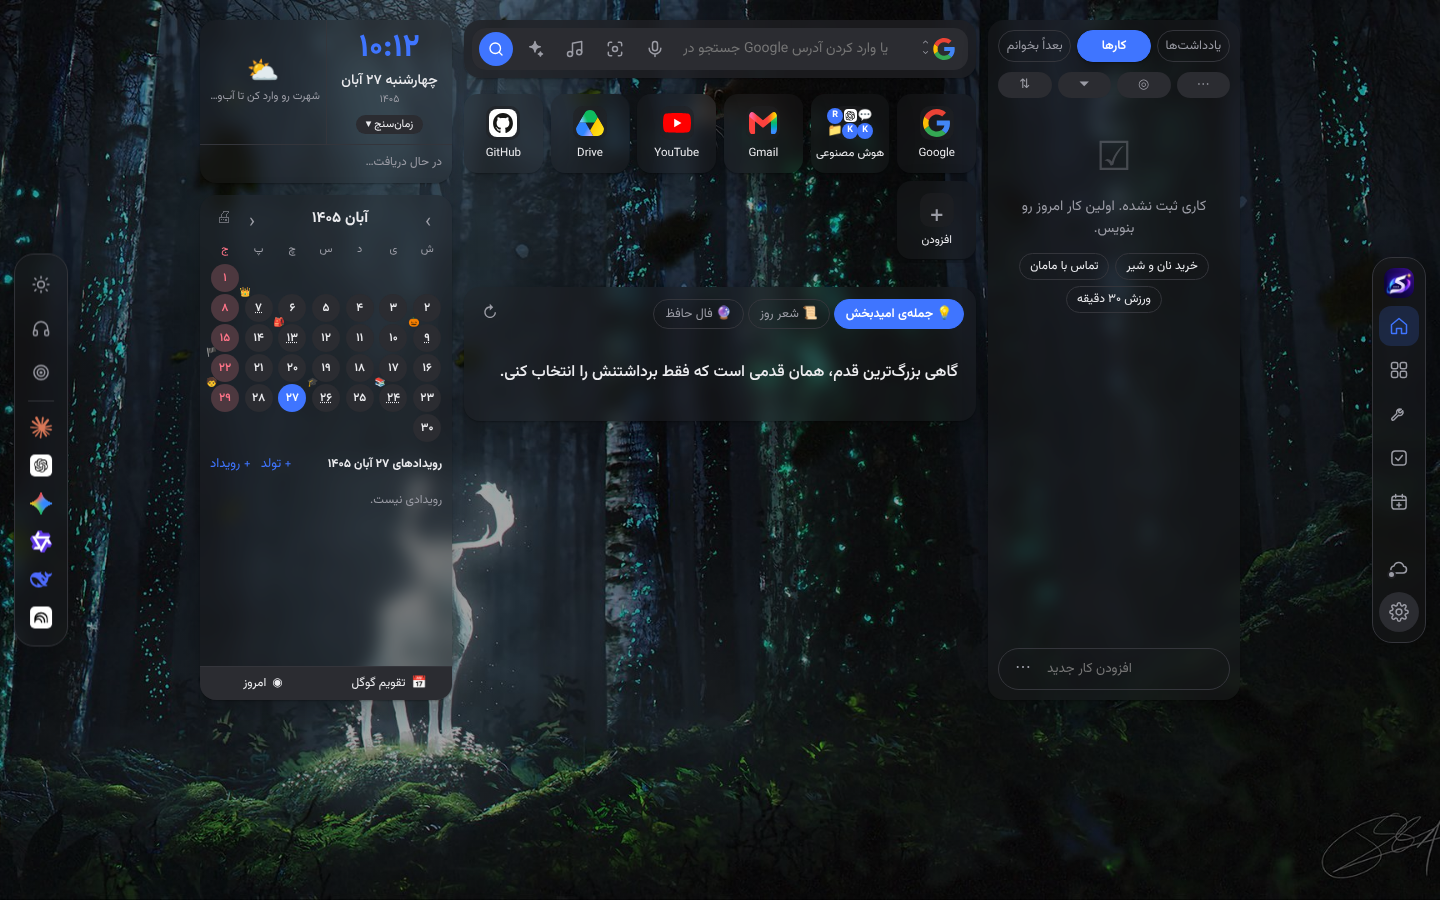 یادداشت‌ها
کارها
بعداً بخوانم
کاری ثبت نشده. اولین کار امروز رو
بنویس.
خرید نان و شیر
تماس با مامان
ورزش ۳۰ دقیقه
افزودن کار جدید
یا وارد کردن آدرس Google جستجو در
Google
هوش مصنوعی
Gmail
YouTube
Drive
GitHub
افزودن
جمله‌ی امیدبخش
شعر روز
فال حافظ
گاهی بزرگ‌ترین قدم، همان قدمی است که فقط برداشتنش را انتخاب کنی.
۱۰:۱۲
چهارشنبه ۲۷ آبان
۱۴۰۵
زمان‌سنج ▾
شهرت رو وارد کن تا آب‌و...
در حال دریافت...
آبان ۱۴۰۵
ش ی د س چ پ ج
۱
۲ ۳ ۴ ۵ ۶ ۷ ۸
۹ ۱۰ ۱۱ ۱۲ ۱۳ ۱۴ ۱۵
۱۶ ۱۷ ۱۸ ۱۹ ۲۰ ۲۱ ۲۲
۲۳ ۲۴ ۲۵ ۲۶ ۲۷ ۲۸ ۲۹
۳۰
رویدادهای ۲۷ آبان ۱۴۰۵
+ تولد
+ رویداد
رویدادی نیست.
تقویم گوگل
امروز